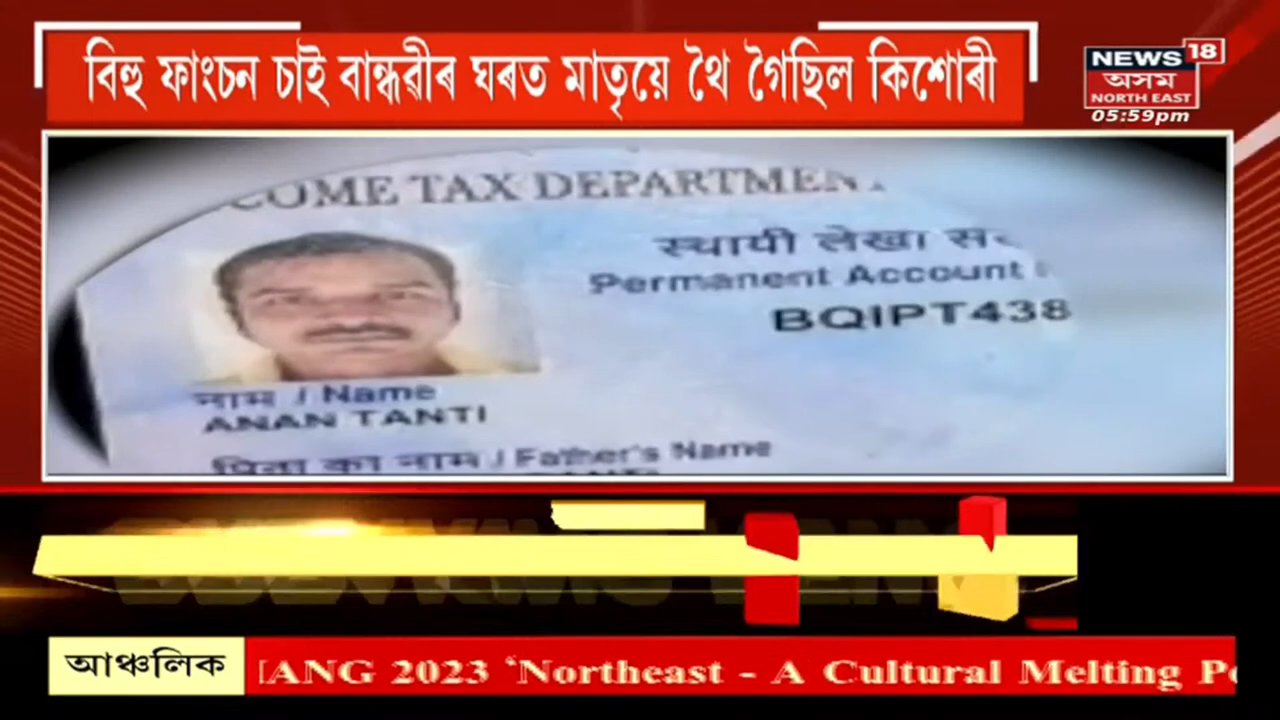 বিহু ফাংচন চাই বান্ধৱীৰ ঘৰত মাতৃয়ে থৈ গৈছিল কিশোৰী
NEWS 18
অসম
NORTH EAST
05:59pm
COME TAX DEPARTMEN
स्थायी लेखा
Permanent Account
BQIPT438
नाम / Name
ANAN TANTI
पिता का नाम / Father's Name
আঞ্চলিক
ANG 2023 ‘Northeast - A Cultural Melting Po